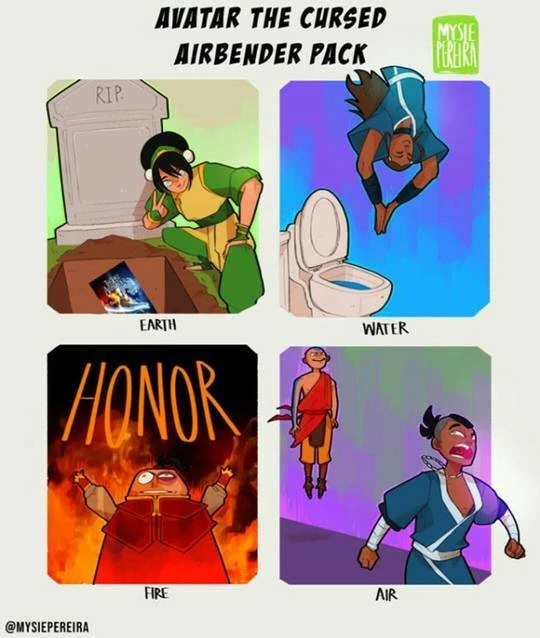 AVATAR THE CURSED
AIRBENDER PACK
MYSIE
PEREIRA
RIP.
EARTH
WATER
HONOR
FIRE
AIR
@MYSIEPEREIRA